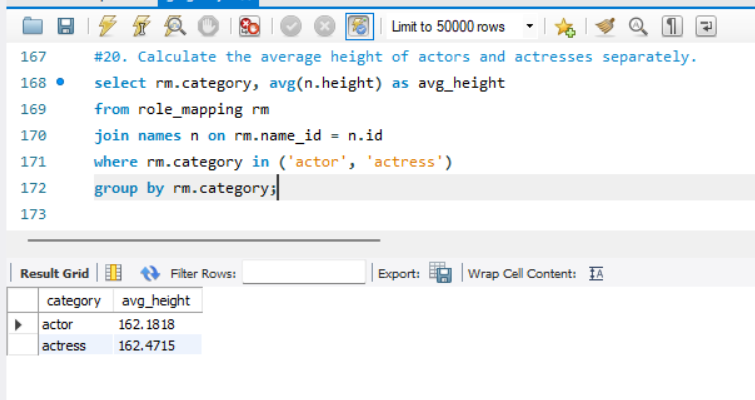 Limit to 50000 rows
167 #20. Calculate the average height of actors and actresses separately.
168 select rm.category, avg(n.height) as avg_height
169 from role_mapping rm
170 join names n on rm.name_id = n.id
171 where rm.category in ('actor', 'actress')
172 group by rm.category;
173
Result Grid Filter Rows: Export: Wrap Cell Content:
category avg_height
actor 162.1818
actress 162.4715